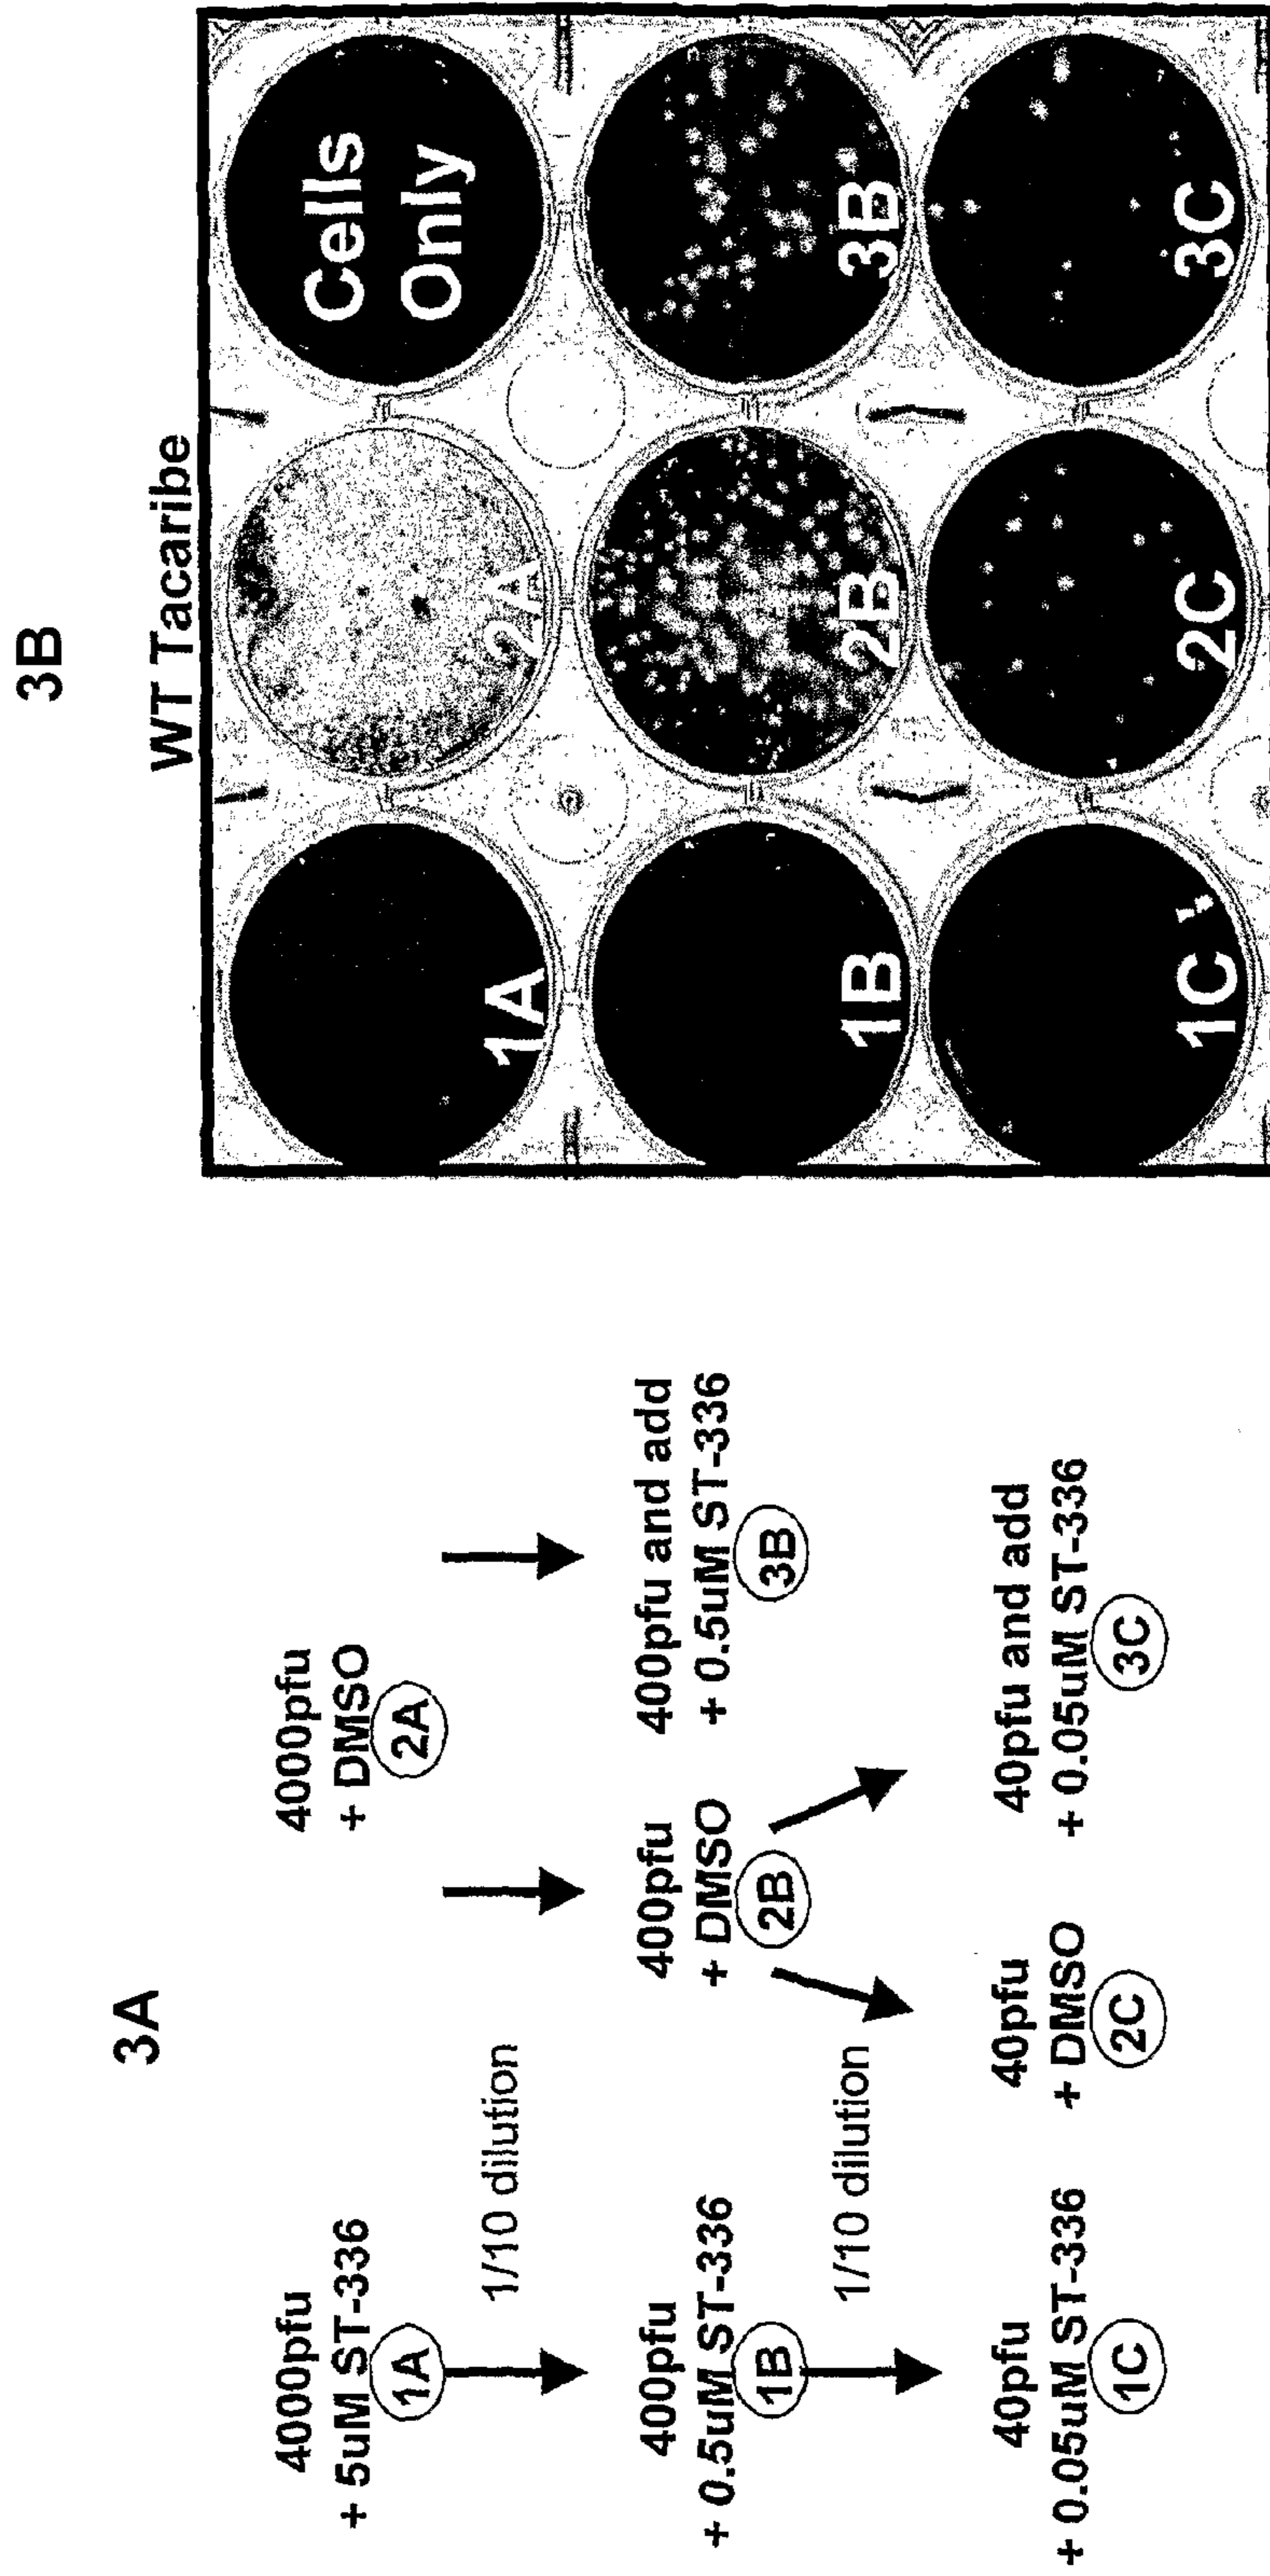 3A
4000pfu
+ 5uM ST-336
1A
4000pfu
+ DMSO
2A
1/10 dilution
400pfu
+ 0.5uM ST-336
1B
400pfu
+ DMSO
2B
400pfu and add
+ 0.5uM ST-336
3B
1/10 dilution
40pfu
+ 0.05uM ST-336
1C
40pfu
+ DMSO
2C
40pfu and add
+ 0.05uM ST-336
3C
3B
WT Tacaribe
1A
2A
Cells
Only
1B
2B
3B
1C
2C
3C